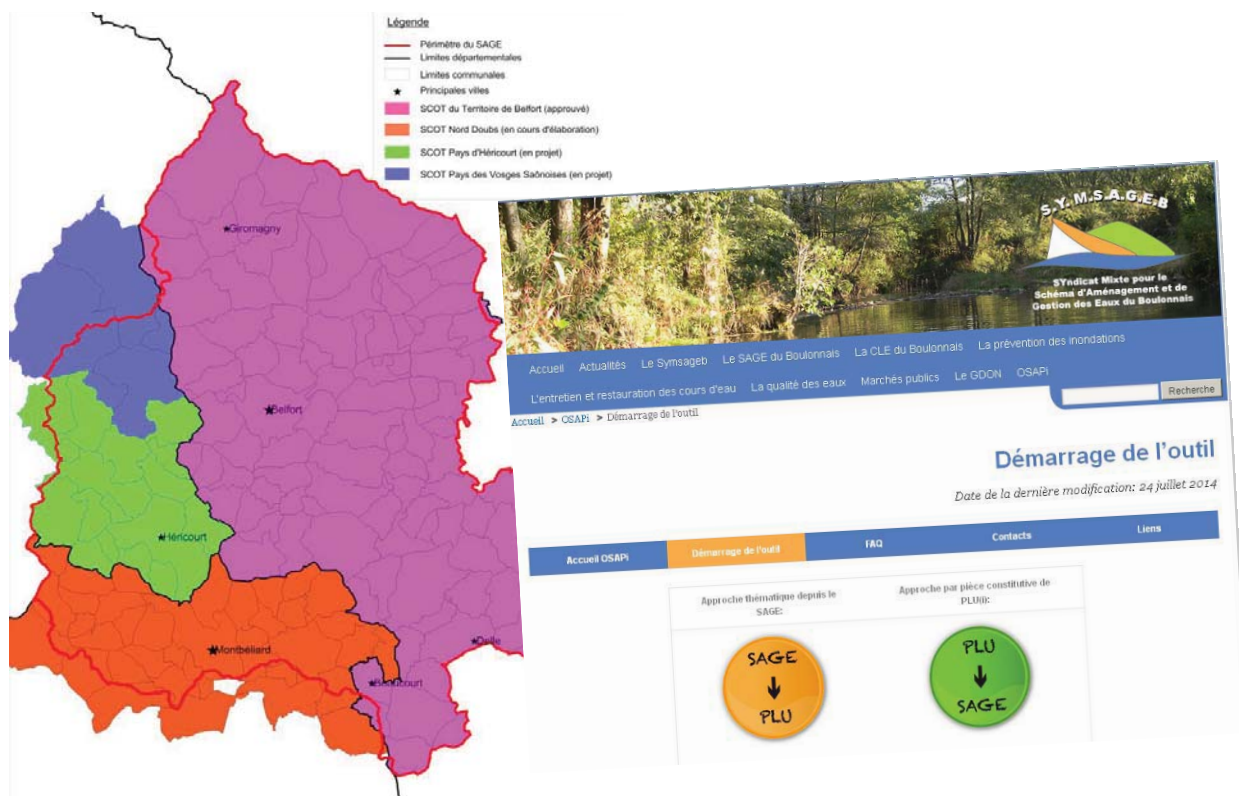 Légende
Périmètre du SAGE
Limites départementales
Limites communales
Principales villes
SCOT du Territoire de Belfort (approuvé)
SCOT Nord Doubs (en cours d'élaboration)
SCOT Pays d'Héricourt (en projet)
SCOT Pays des Vosges Saônoises (en projet)
Giromagny
Belfort
Héricourt
Montbéliard
Delle
Beaucourt
S.Y.M.S.A.G.E.B
SYndicat Mixte pour le
Schéma d'Aménagement et de
Gestion des Eaux du Boulonnais
Accueil Actualités Le Symsageb Le SAGE du Boulonnais La CLE du Boulonnais La prévention des inondations
L'entretien et restauration des cours d'eau La qualité des eaux Marchés publics Le GDON OSAPi
Recherche
Accueil > OSAPi > Démarrage de l'outil
Démarrage de l'outil
Date de la dernière modification: 24 juillet 2014
Accueil OSAPi Démarrage de l'outil FAQ Contacts Liens
Approche thématique depuis le
SAGE:
Approche par pièce constitutive de
PLU(i):
SAGE
PLU
PLU
SAGE